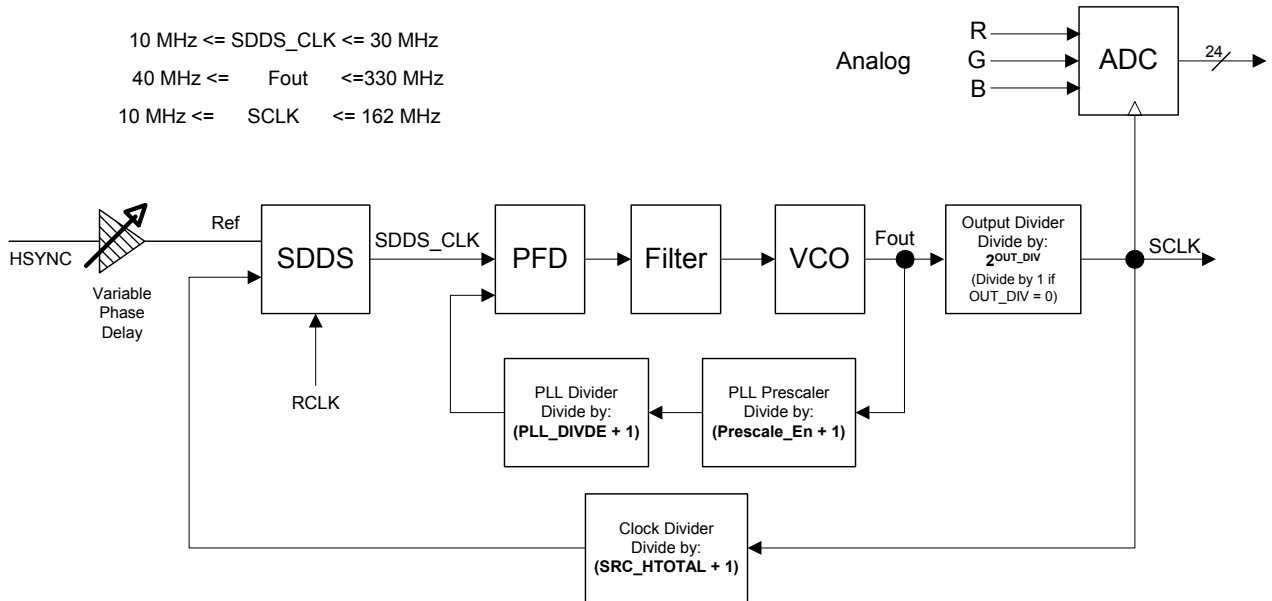 10 MHz <= SDDS_CLK <= 30 MHz
40 MHz <= Fout <=330 MHz
10 MHz <= SCLK <= 162 MHz
Analog
R
G
B
ADC
24
HSYNC
Variable
Phase
Delay
Ref
SDDS
RCLK
SDDS_CLK
PFD
Filter
VCO
Fout
Output Divider
Divide by:
2^OUT_DIV
(Divide by 1 if
OUT_DIV = 0)
SCLK
PLL Divider
Divide by:
(PLL_DIVDE + 1)
PLL Prescaler
Divide by:
(Prescale_En + 1)
Clock Divider
Divide by:
(SRC_HTOTAL + 1)